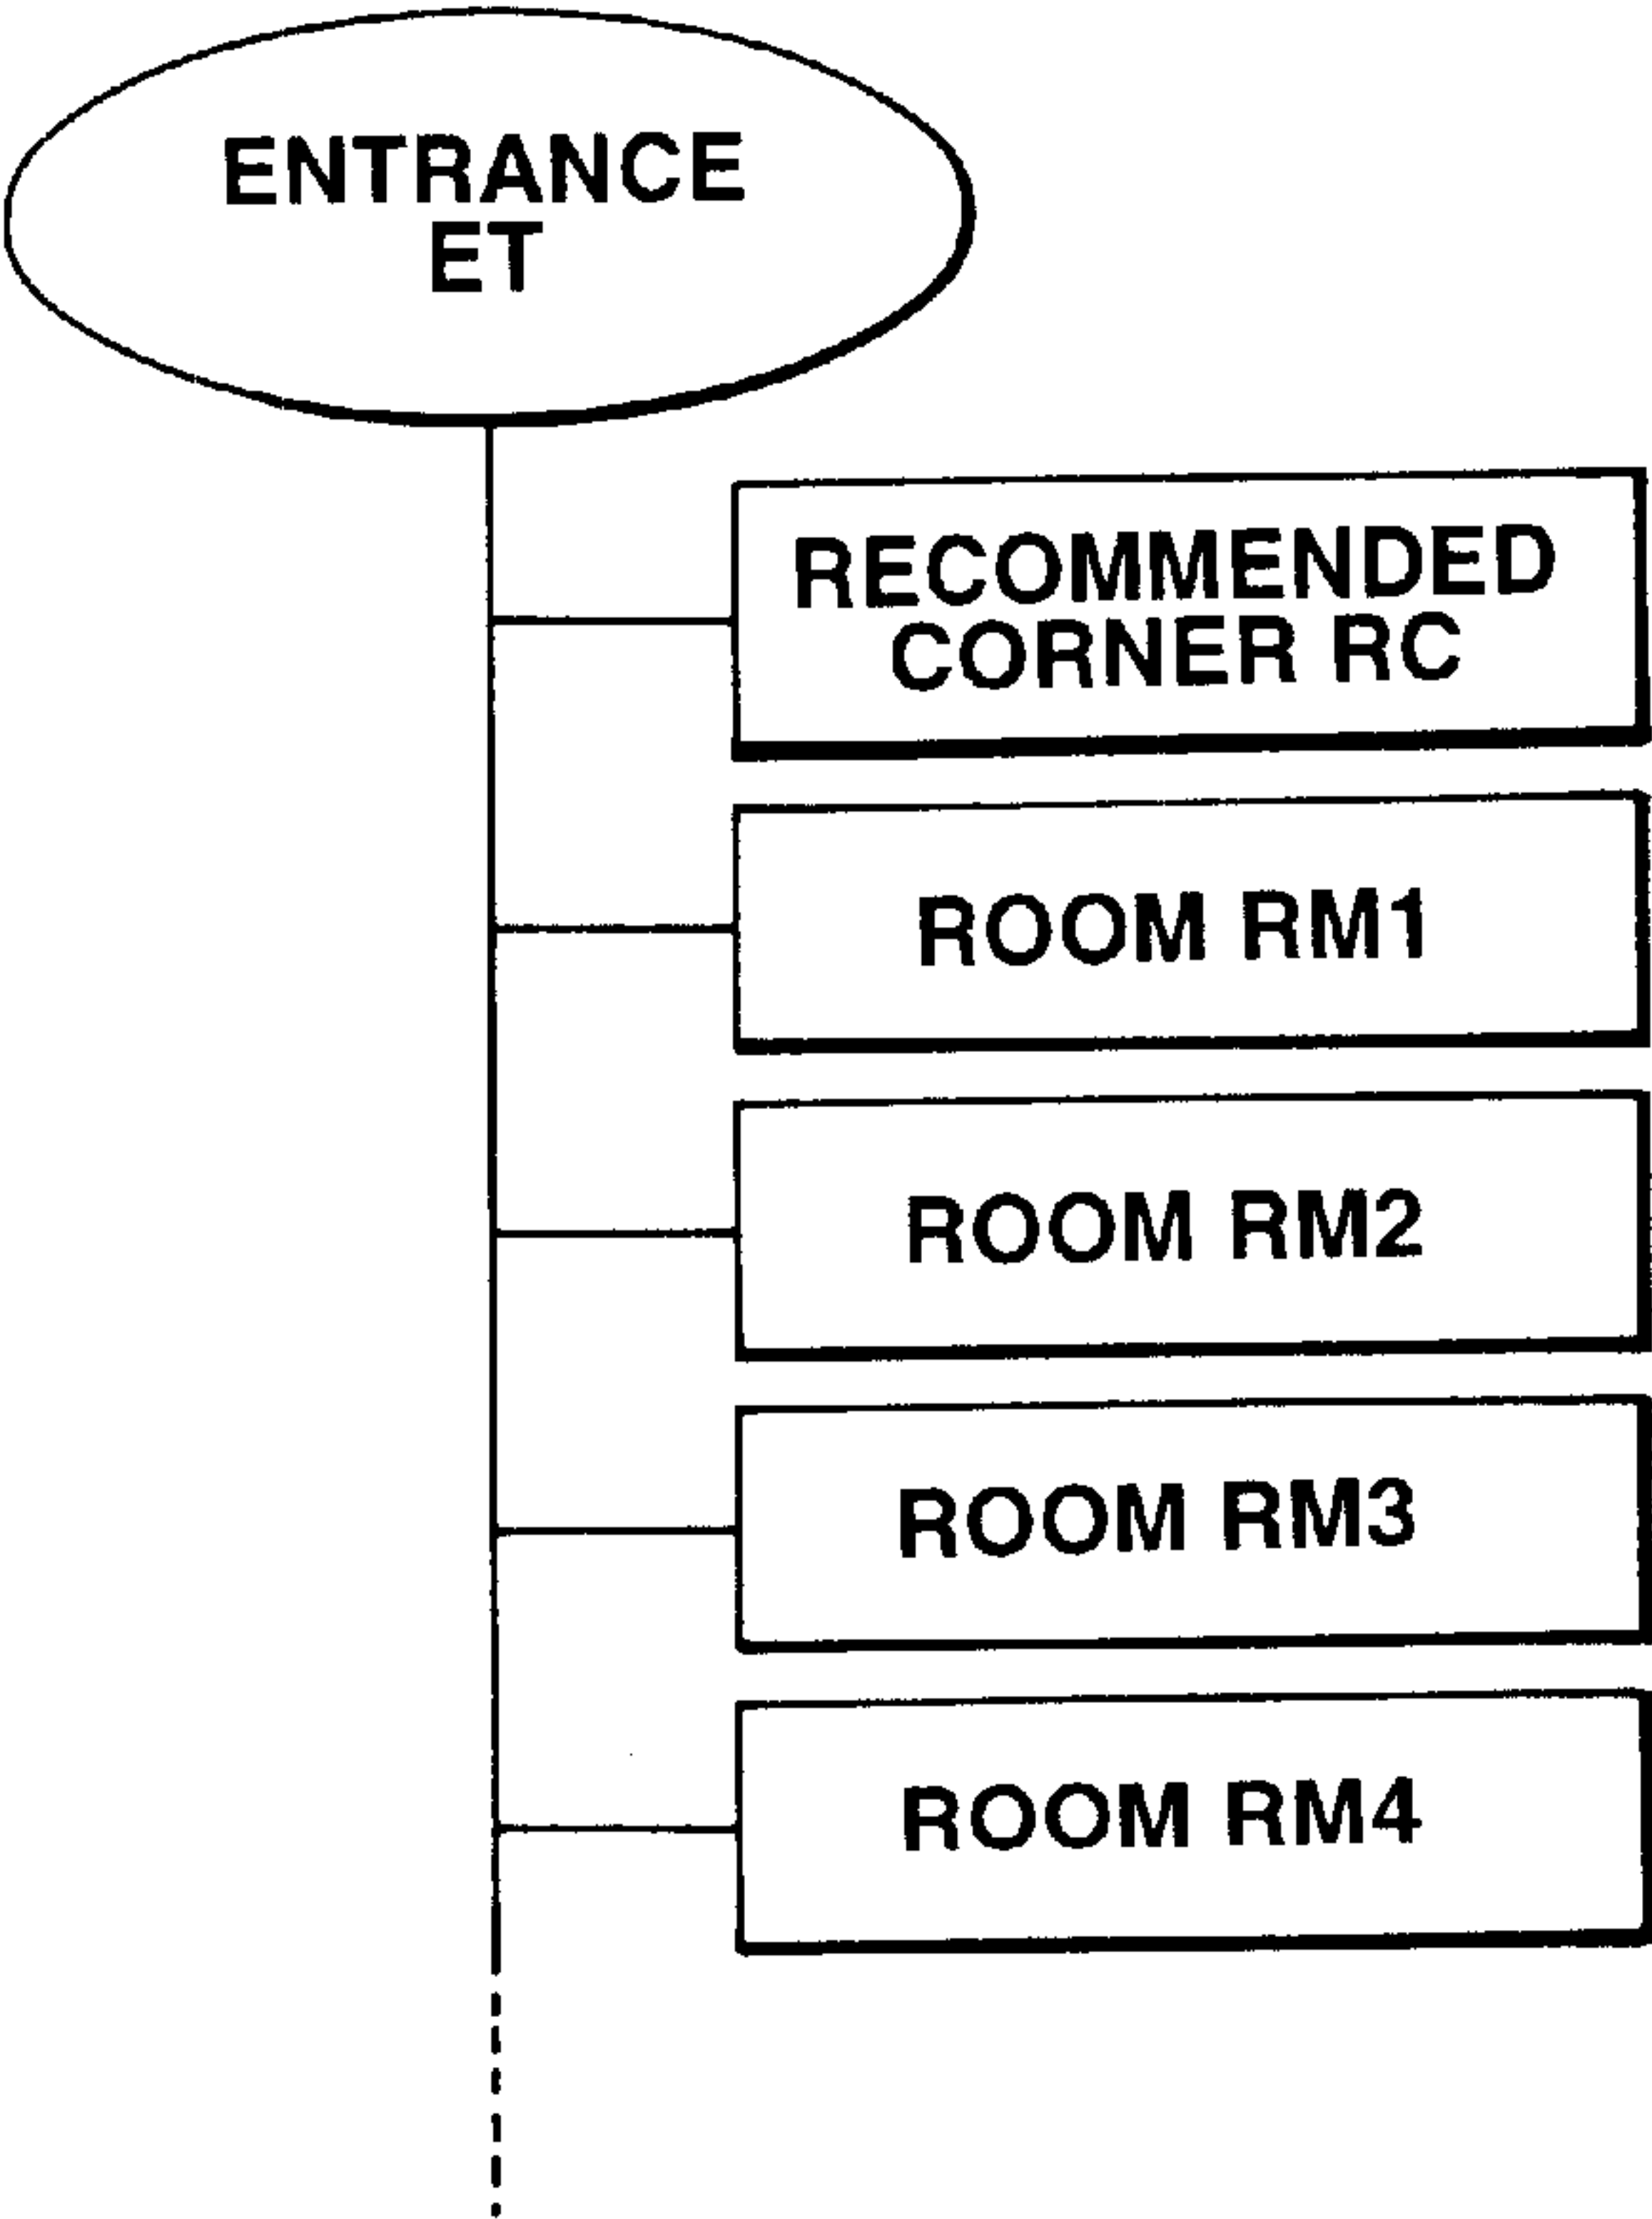 ENTRANCE
ET
RECOMMENDED
CORNER RC
ROOM RM1
ROOM RM2
ROOM RM3
ROOM RM4